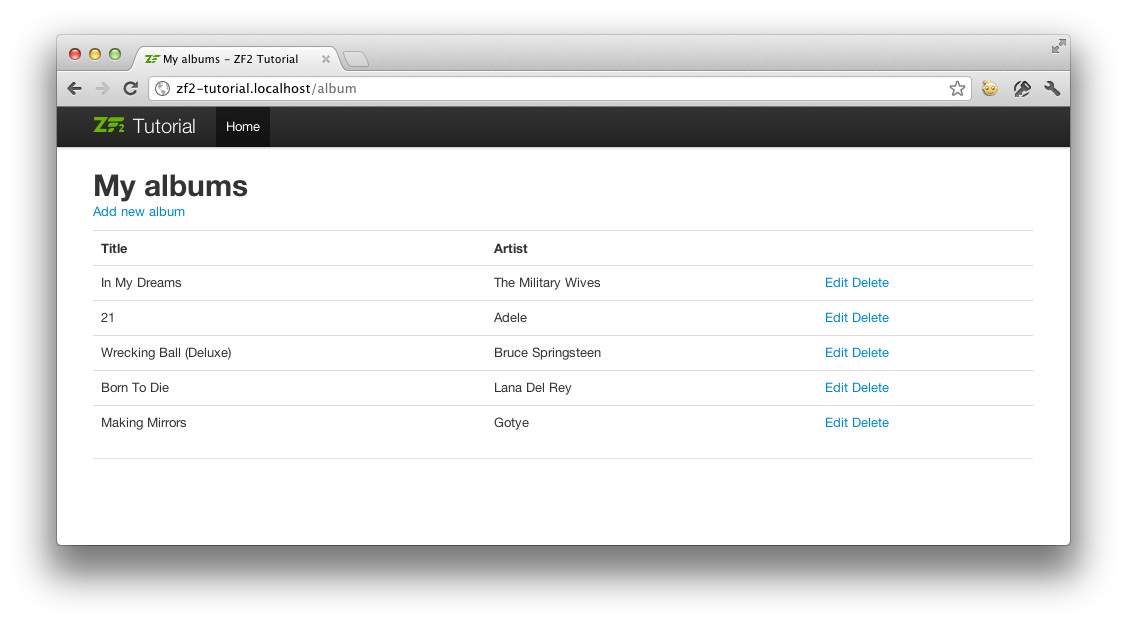 ZF My albums – ZF2 Tutorial
zf2-tutorial.localhost/album
ZF2 Tutorial Home
My albums
Add new album
Title Artist
In My Dreams The Military Wives Edit Delete
21 Adele Edit Delete
Wrecking Ball (Deluxe) Bruce Springsteen Edit Delete
Born To Die Lana Del Rey Edit Delete
Making Mirrors Gotye Edit Delete